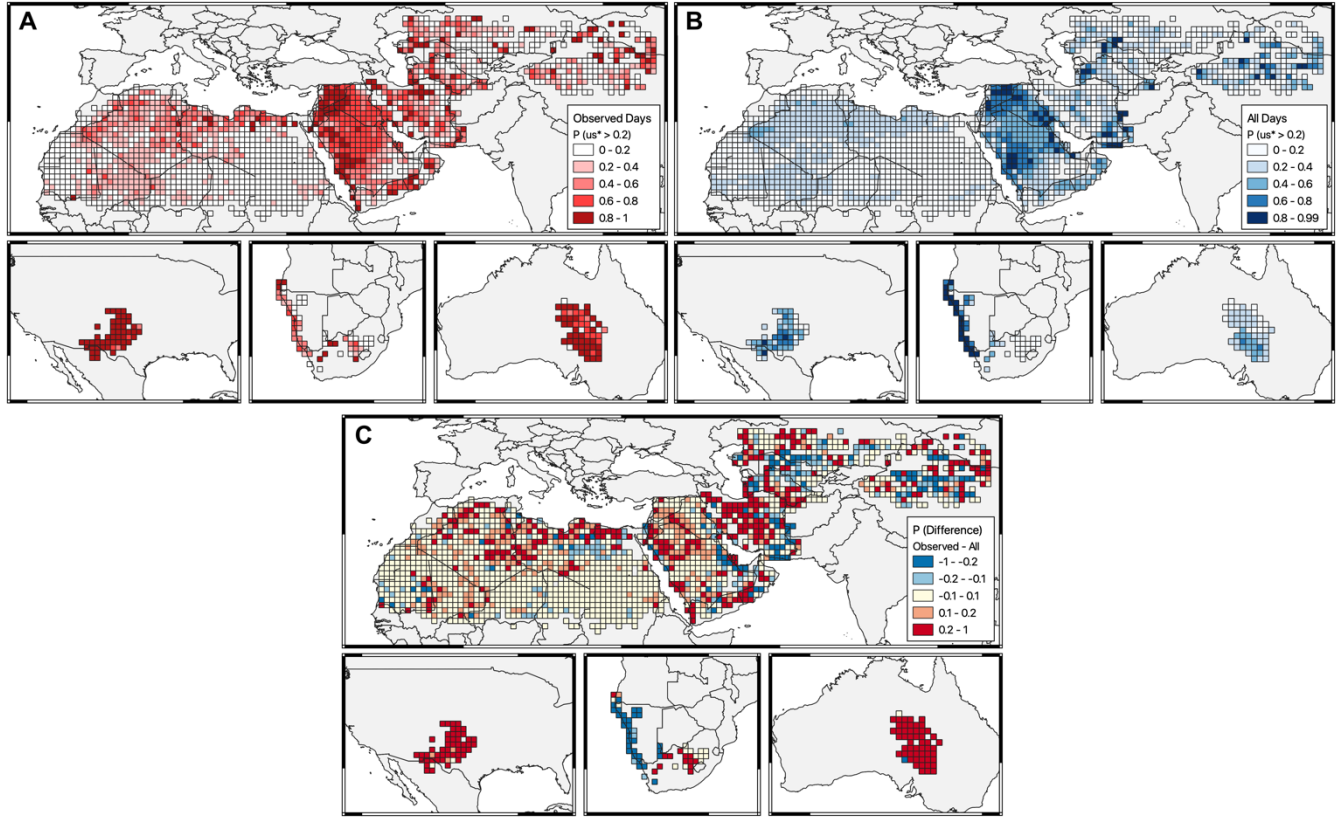 A
Observed Days
P (us* > 0.2)
0 - 0.2
0.2 - 0.4
0.4 - 0.6
0.6 - 0.8
0.8 - 1
B
All Days
P (us* > 0.2)
0 - 0.2
0.2 - 0.4
0.4 - 0.6
0.6 - 0.8
0.8 - 0.99
C
P (Difference)
Observed - All
-1 - -0.2
-0.2 - -0.1
-0.1 - 0.1
0.1 - 0.2
0.2 - 1